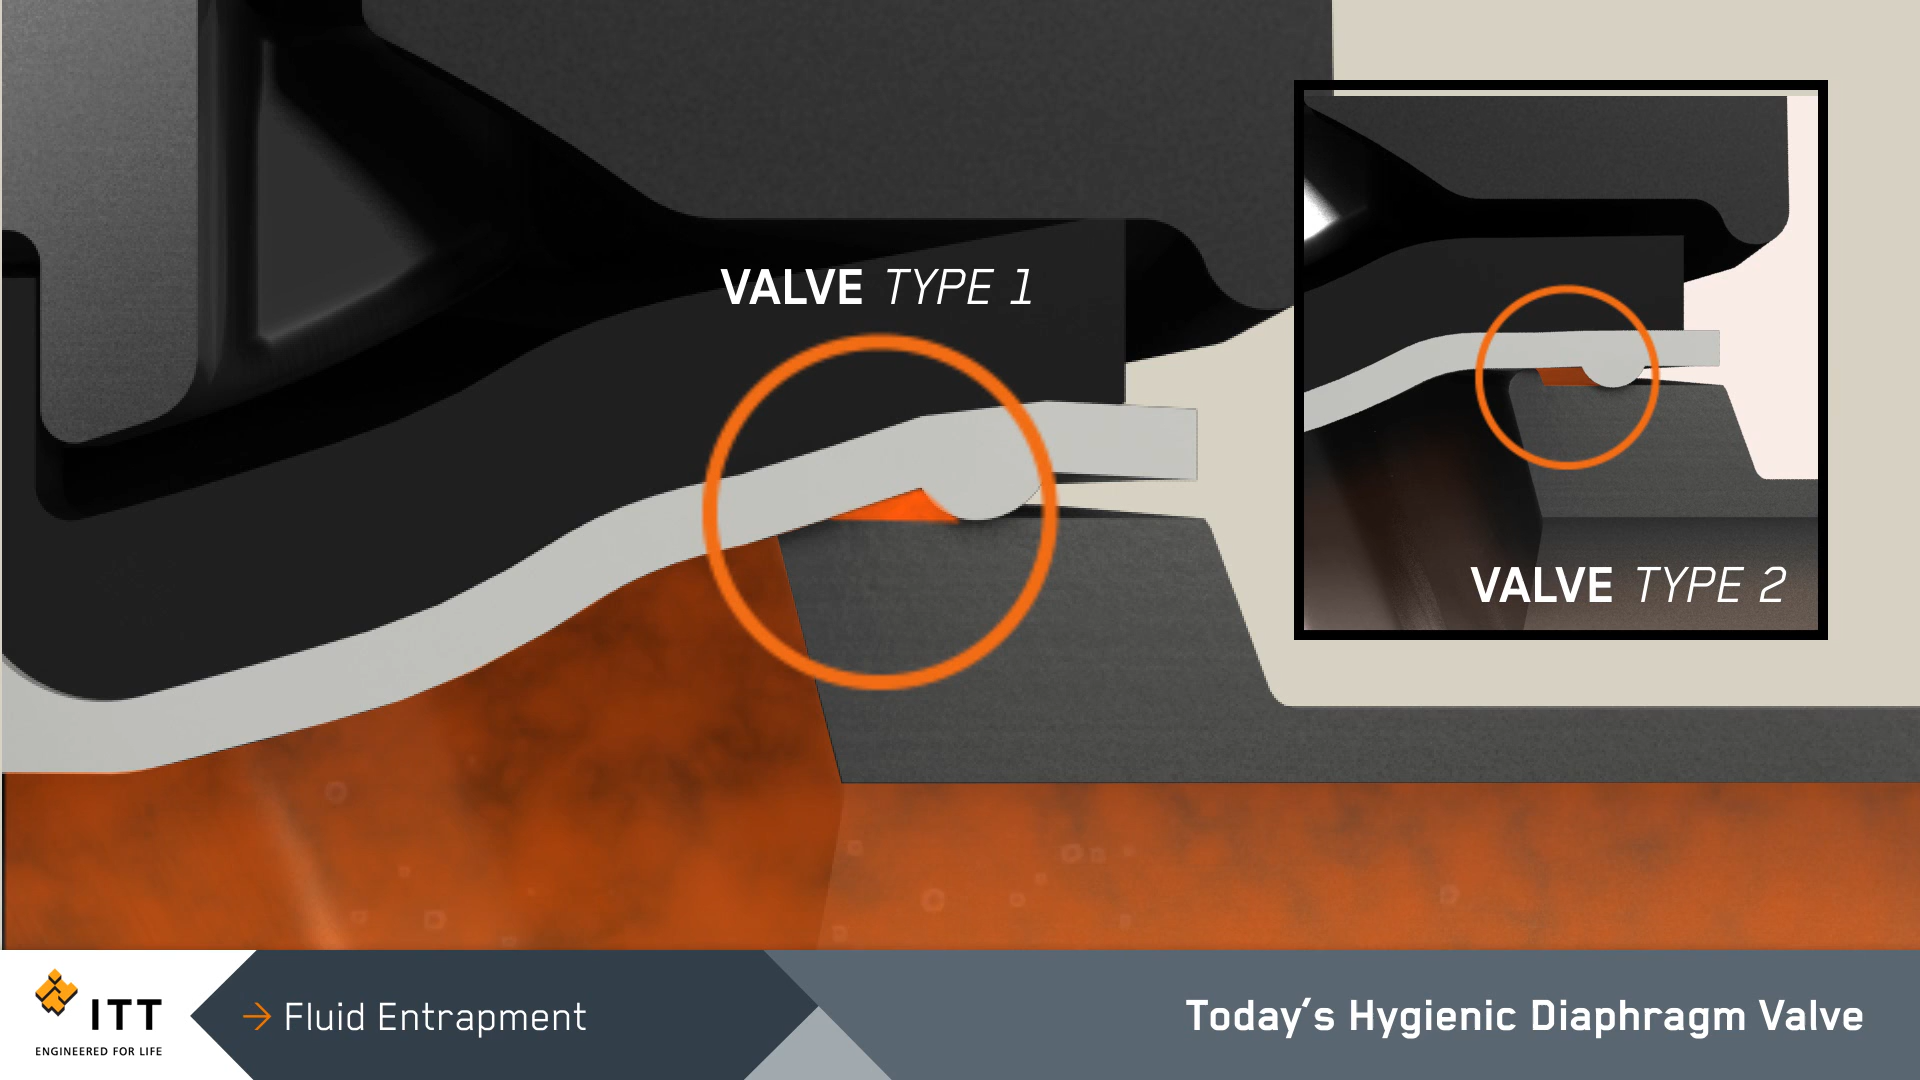 VALVE TYPE 1
VALVE TYPE 2
ITT
ENGINEERED FOR LIFE
→ Fluid Entrapment
Today's Hygienic Diaphragm Valve